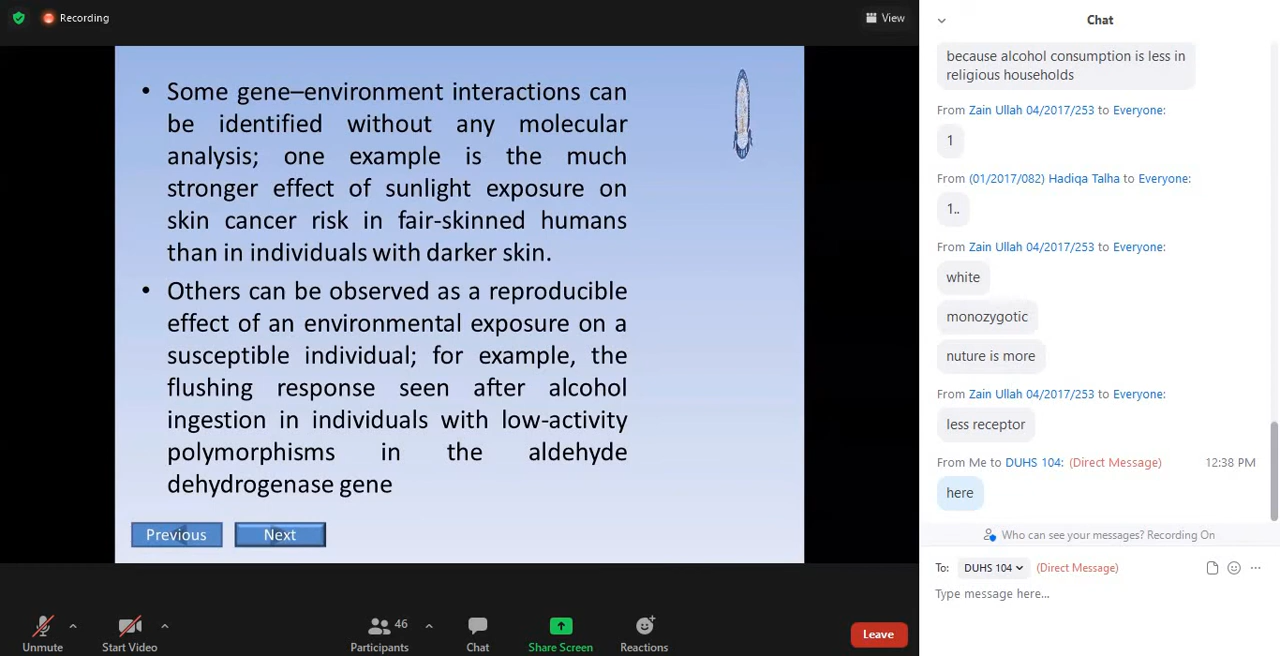 Recording
View
• Some gene–environment interactions can
be identified without any molecular
analysis; one example is the much
stronger effect of sunlight exposure on
skin cancer risk in fair-skinned humans
than in individuals with darker skin.
• Others can be observed as a reproducible
effect of an environmental exposure on a
susceptible individual; for example, the
flushing response seen after alcohol
ingestion in individuals with low-activity
polymorphisms in the aldehyde
dehydrogenase gene
Previous
Next
Unmute
Start Video
46
Participants
Chat
Share Screen
Reactions
Leave
Chat
because alcohol consumption is less in
religious households
From Zain Ullah 04/2017/253 to Everyone:
1
From (01/2017/082) Hadiqa Talha to Everyone:
1..
From Zain Ullah 04/2017/253 to Everyone:
white
monozygotic
nuture is more
From Zain Ullah 04/2017/253 to Everyone:
less receptor
From Me to DUHS 104: (Direct Message) 12:38 PM
here
Who can see your messages? Recording On
To: DUHS 104 (Direct Message)
Type message here...